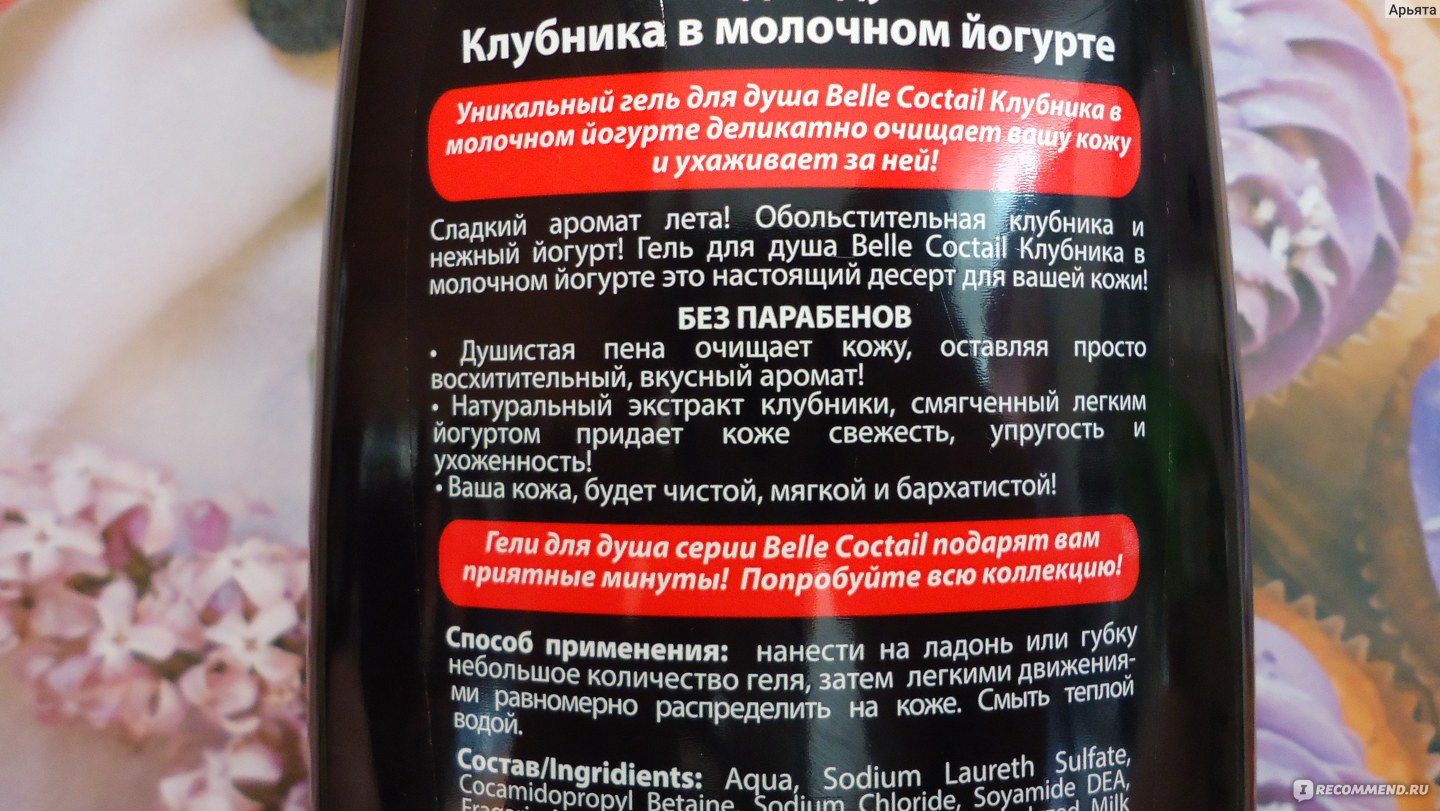 Арьята
Клубника в молочном йогурте
Уникальный гель для душа Belle Coctail Клубника в
молочном йогурте деликатно очищает вашу кожу
и ухаживает за ней!
Сладкий аромат лета! Обольстительная клубника и
нежный йогурт! Гель для душа Belle Coctail Клубника в
молочном йогурте это настоящий десерт для вашей кожи!
БЕЗ ПАРАБЕНОВ
• Душистая пена очищает кожу, оставляя просто
восхитительный, вкусный аромат!
• Натуральный экстракт клубники, смягченный легким
йогуртом придает коже свежесть, упругость и
ухоженность!
• Ваша кожа, будет чистой, мягкой и бархатистой!
Гели для душа серии Belle Coctail подарят вам
приятные минуты! Попробуйте всю коллекцию!
Способ применения: нанести на ладонь или губку
небольшое количество геля, затем легкими движения-
ми равномерно распределить на коже. Смыть теплой
водой.
Состав/Ingridients: Aqua, Sodium Laureth Sulfate,
Cocamidopropyl Betaine, Sodium Chloride, Soyamide DEA,
Milk
RECOMMEND.RU